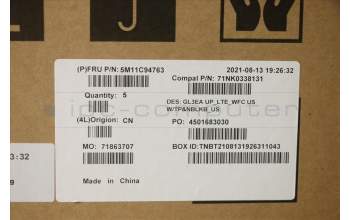 (P)FRU P/N: 5M11C94763
2021-08-13 19:26:32
Compal P/N: 71NK0338131
Quantity: 5
DES: GL3EA UP_LTE_WFC US
W/TP&NBLKB_US
(4L)Origion: CN
PO: 4501683030
MO: 71863707
BOX ID:TNBT2108131926311043
Made in China
3:32